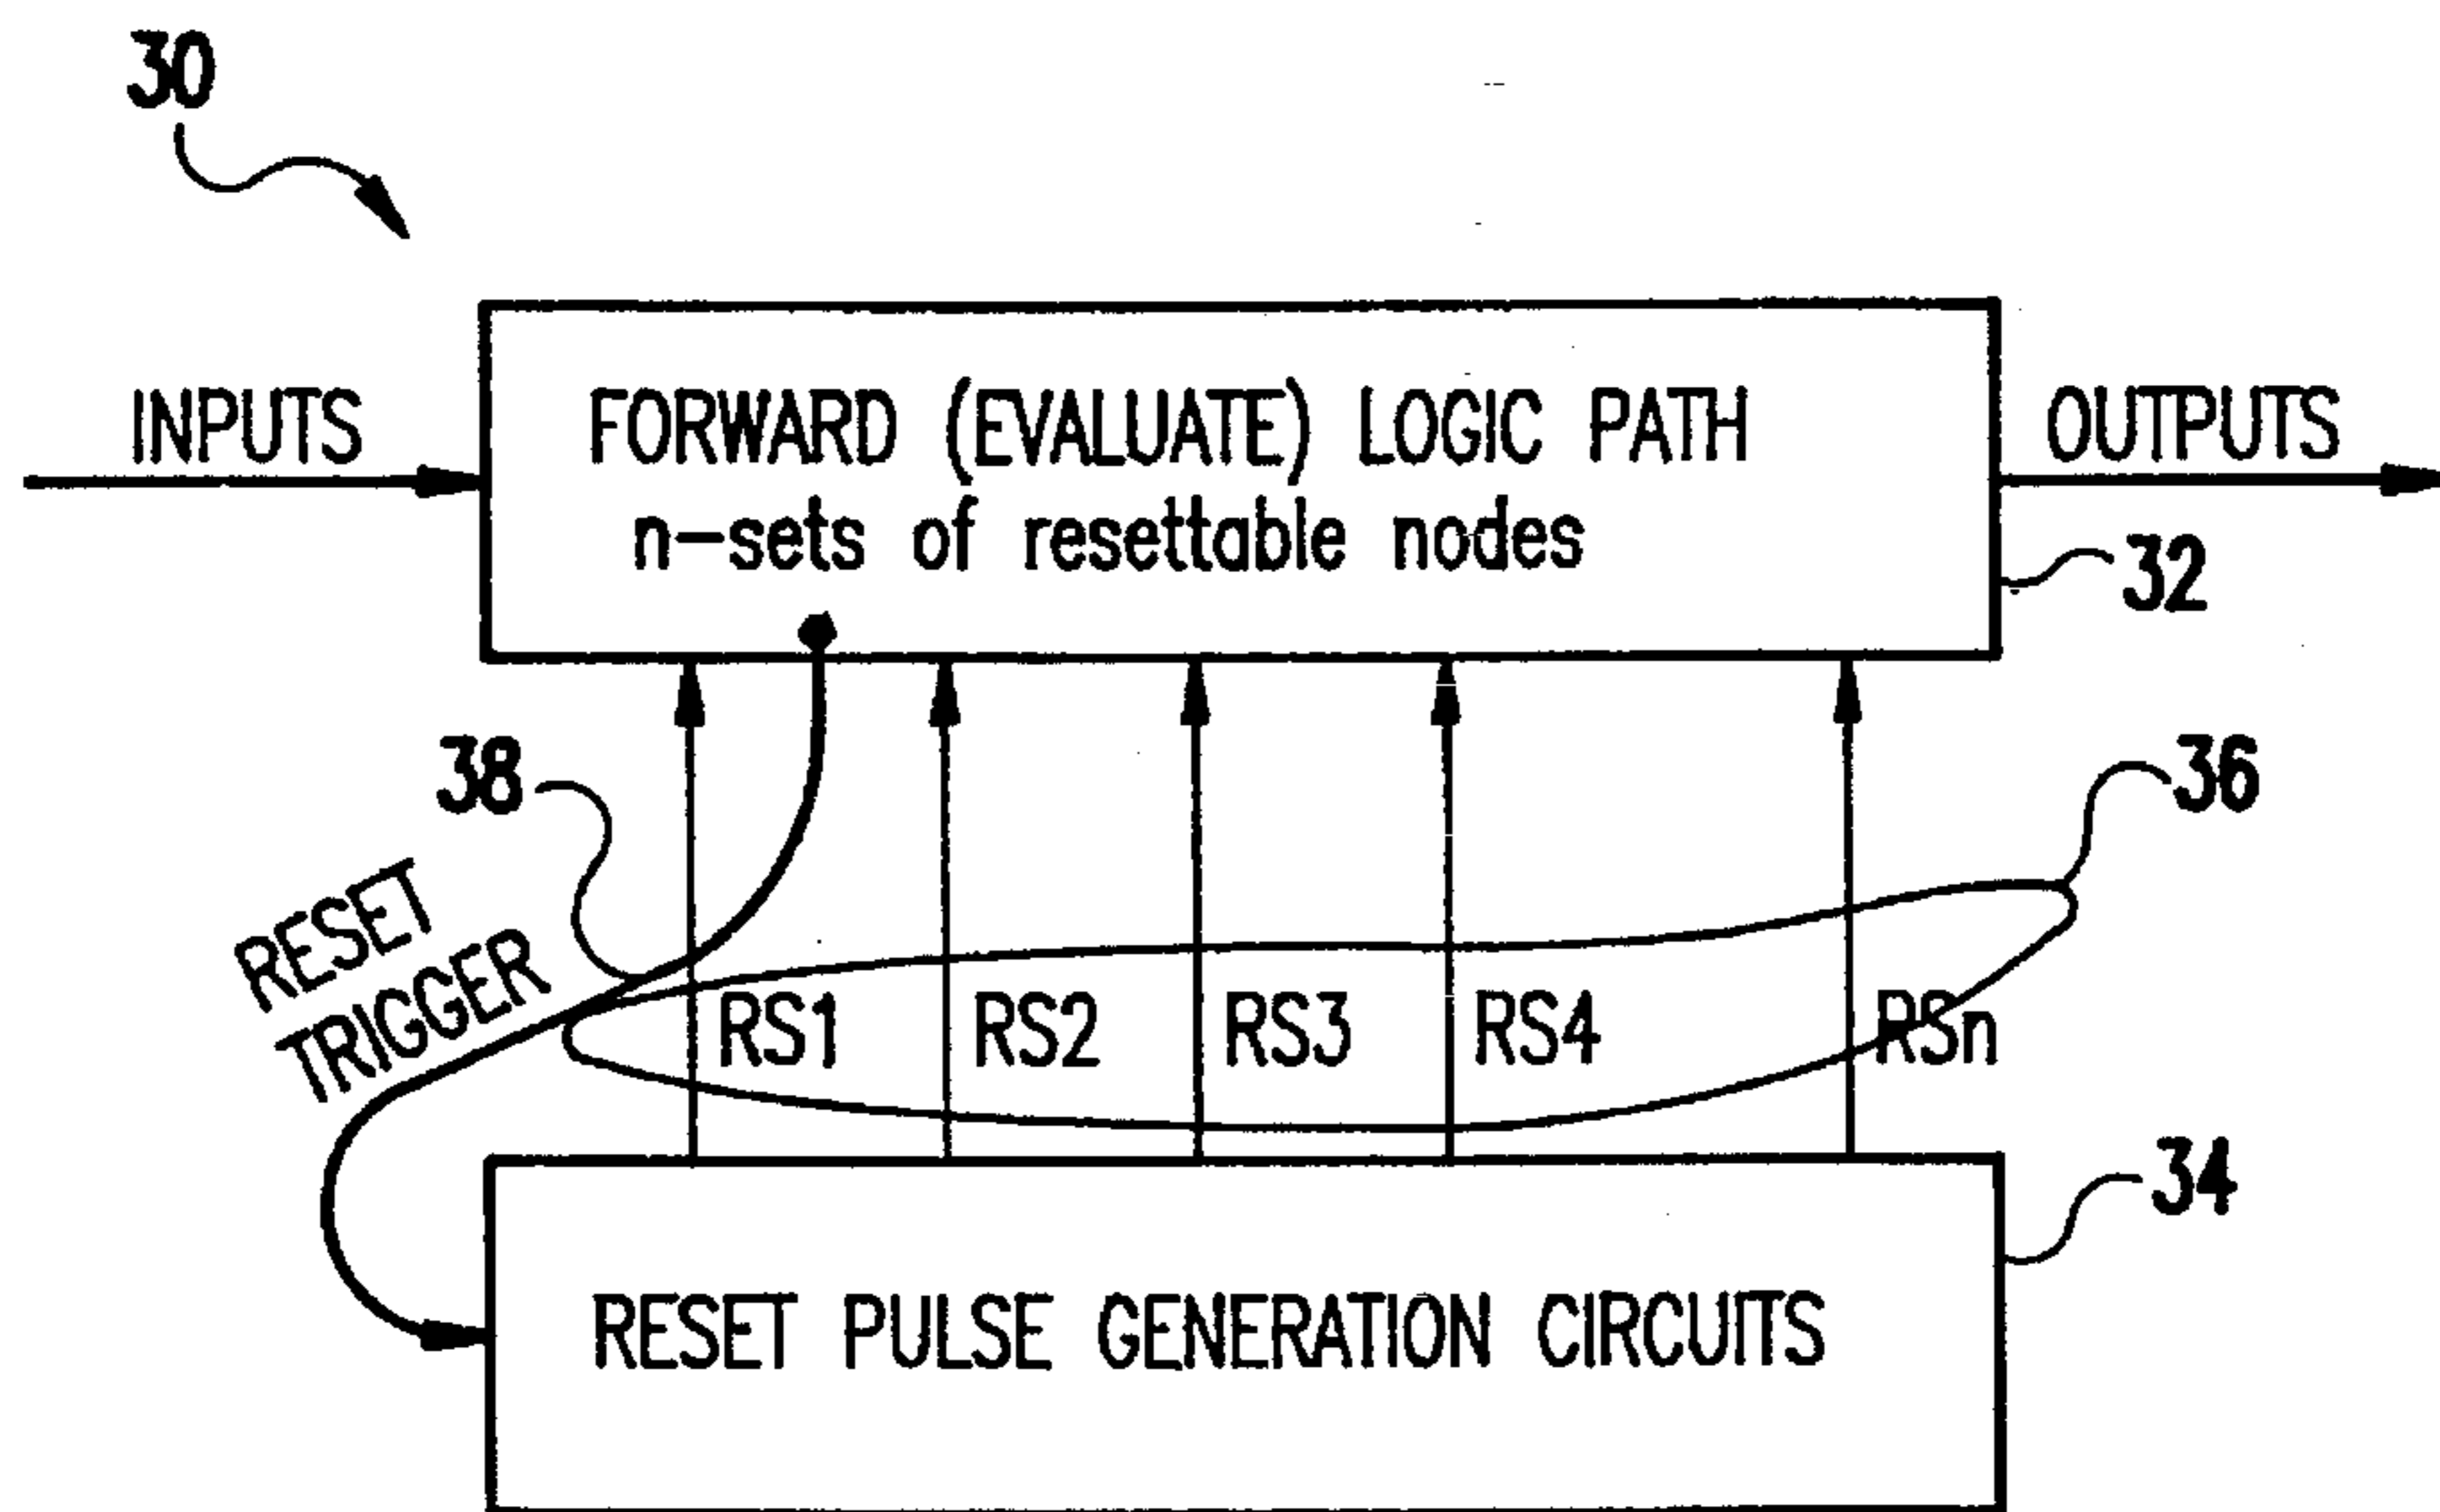 30
INPUTS
FORWARD (EVALUATE) LOGIC PATH
OUTPUTS
n-sets of resettable nodes
32
38
36
RESET
TRIGGER
RS1
RS2
RS3
RS4
RSn
34
RESET PULSE GENERATION CIRCUITS